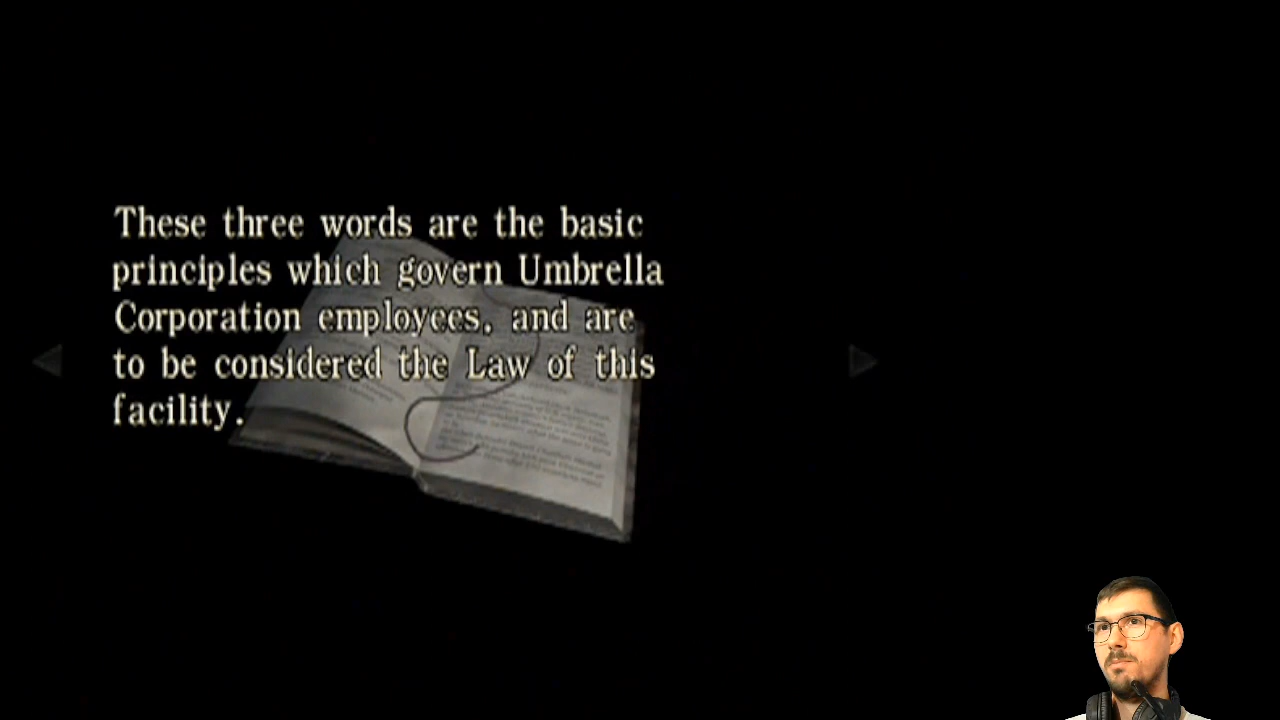 These three words are the basic
principles which govern Umbrella
Corporation employees, and are
to be considered the Law of this
facility.